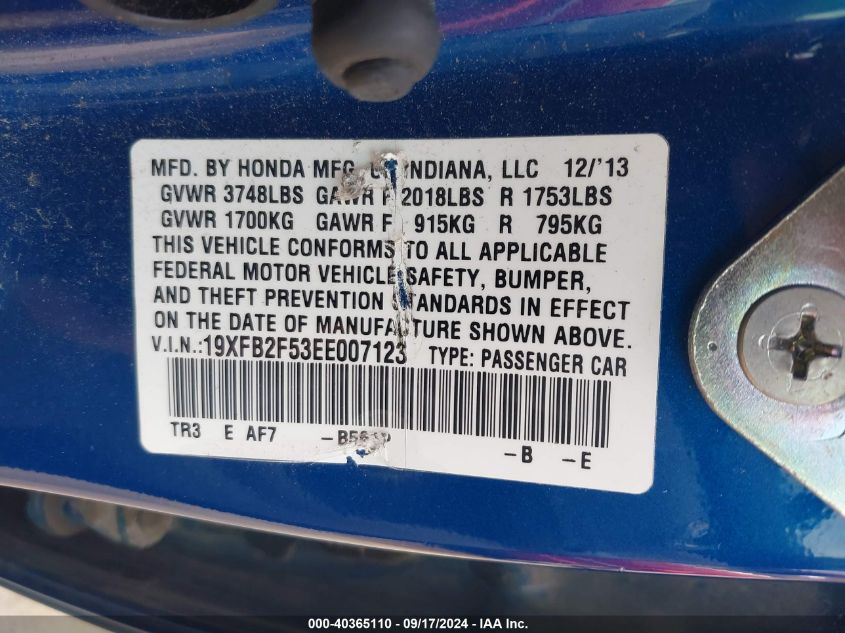 MFD. BY HONDA MFG. INDIANA, LLC 12/'13
GVWR 3748LBS GAWR F 2018LBS R 1753LBS
GVWR 1700KG GAWR F 915KG R 795KG
THIS VEHICLE CONFORMS TO ALL APPLICABLE
FEDERAL MOTOR VEHICLE SAFETY, BUMPER,
AND THEFT PREVENTION STANDARDS IN EFFECT
ON THE DATE OF MANUFACTURE SHOWN ABOVE.
V.I.N.:19XFB2F53EE007123 TYPE: PASSENGER CAR
TR3 E AF7 -B -E
000-40365110 - 09/17/2024 - IAA Inc.